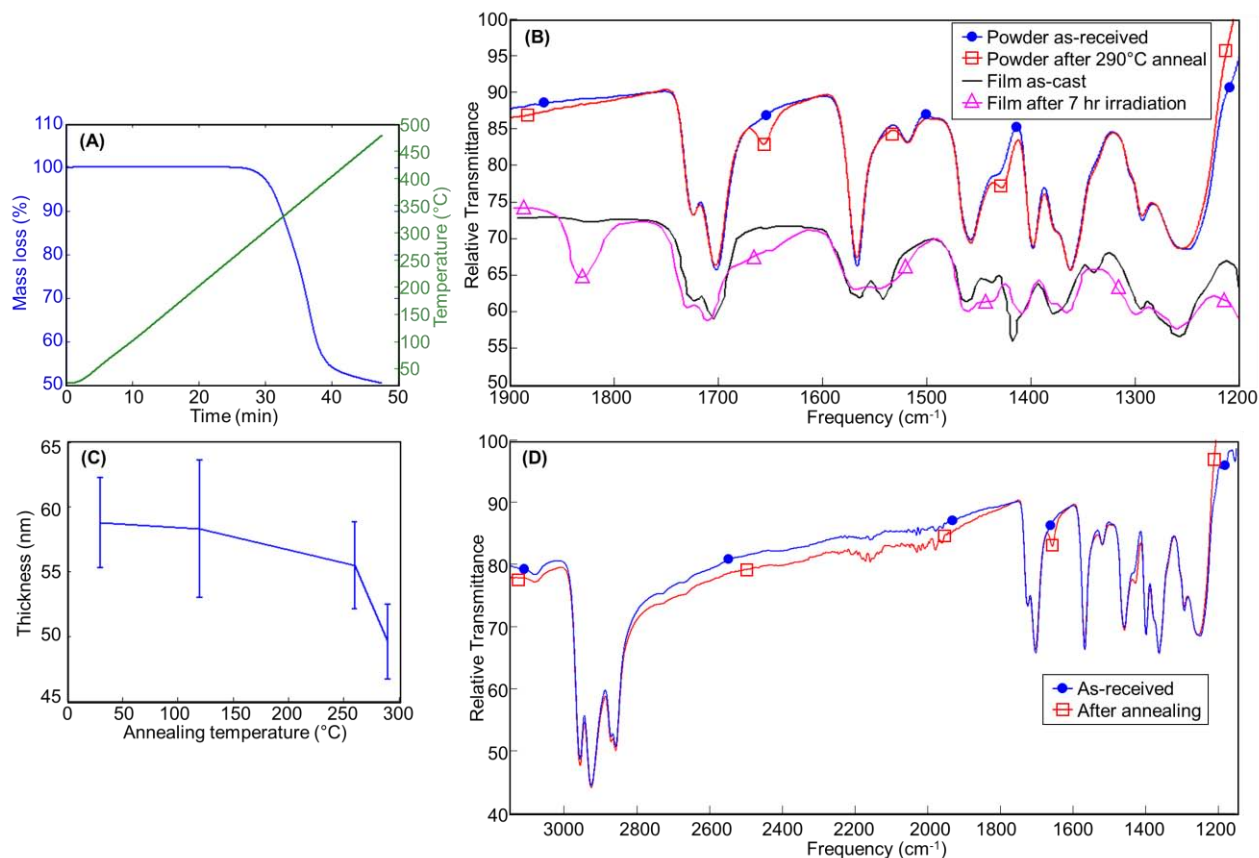 (A)
110
100
90
80
70
60
50
Mass loss (%)
500
450
400
350
300
250
200
150
100
50
Temperature (°C)
0 10 20 30 40 50
Time (min)
(B)
100
95
90
85
80
75
70
65
60
55
50
Relative Transmittance
Powder as-received
Powder after 290°C anneal
Film as-cast
Film after 7 hr irradiation
1900 1800 1700 1600 1500 1400 1300 1200
Frequency (cm⁻¹)
(C)
65
60
55
50
45
Thickness (nm)
0 50 100 150 200 250 300
Annealing temperature (°C)
(D)
100
90
80
70
60
50
40
Relative Transmittance
As-received
After annealing
3000 2800 2600 2400 2200 2000 1800 1600 1400 1200
Frequency (cm⁻¹)